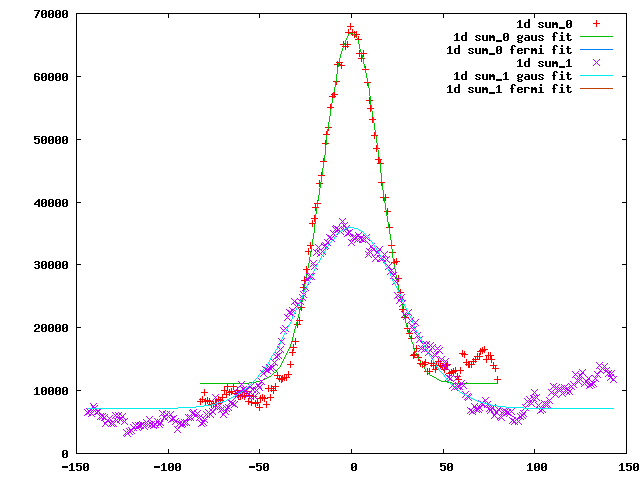 70000
60000
50000
40000
30000
20000
10000
0
-150
-100
-50
0
50
100
150
1d sum_0
1d sum_0 gaus fit
1d sum_0 fermi fit
1d sum_1
1d sum_1 gaus fit
1d sum_1 fermi fit